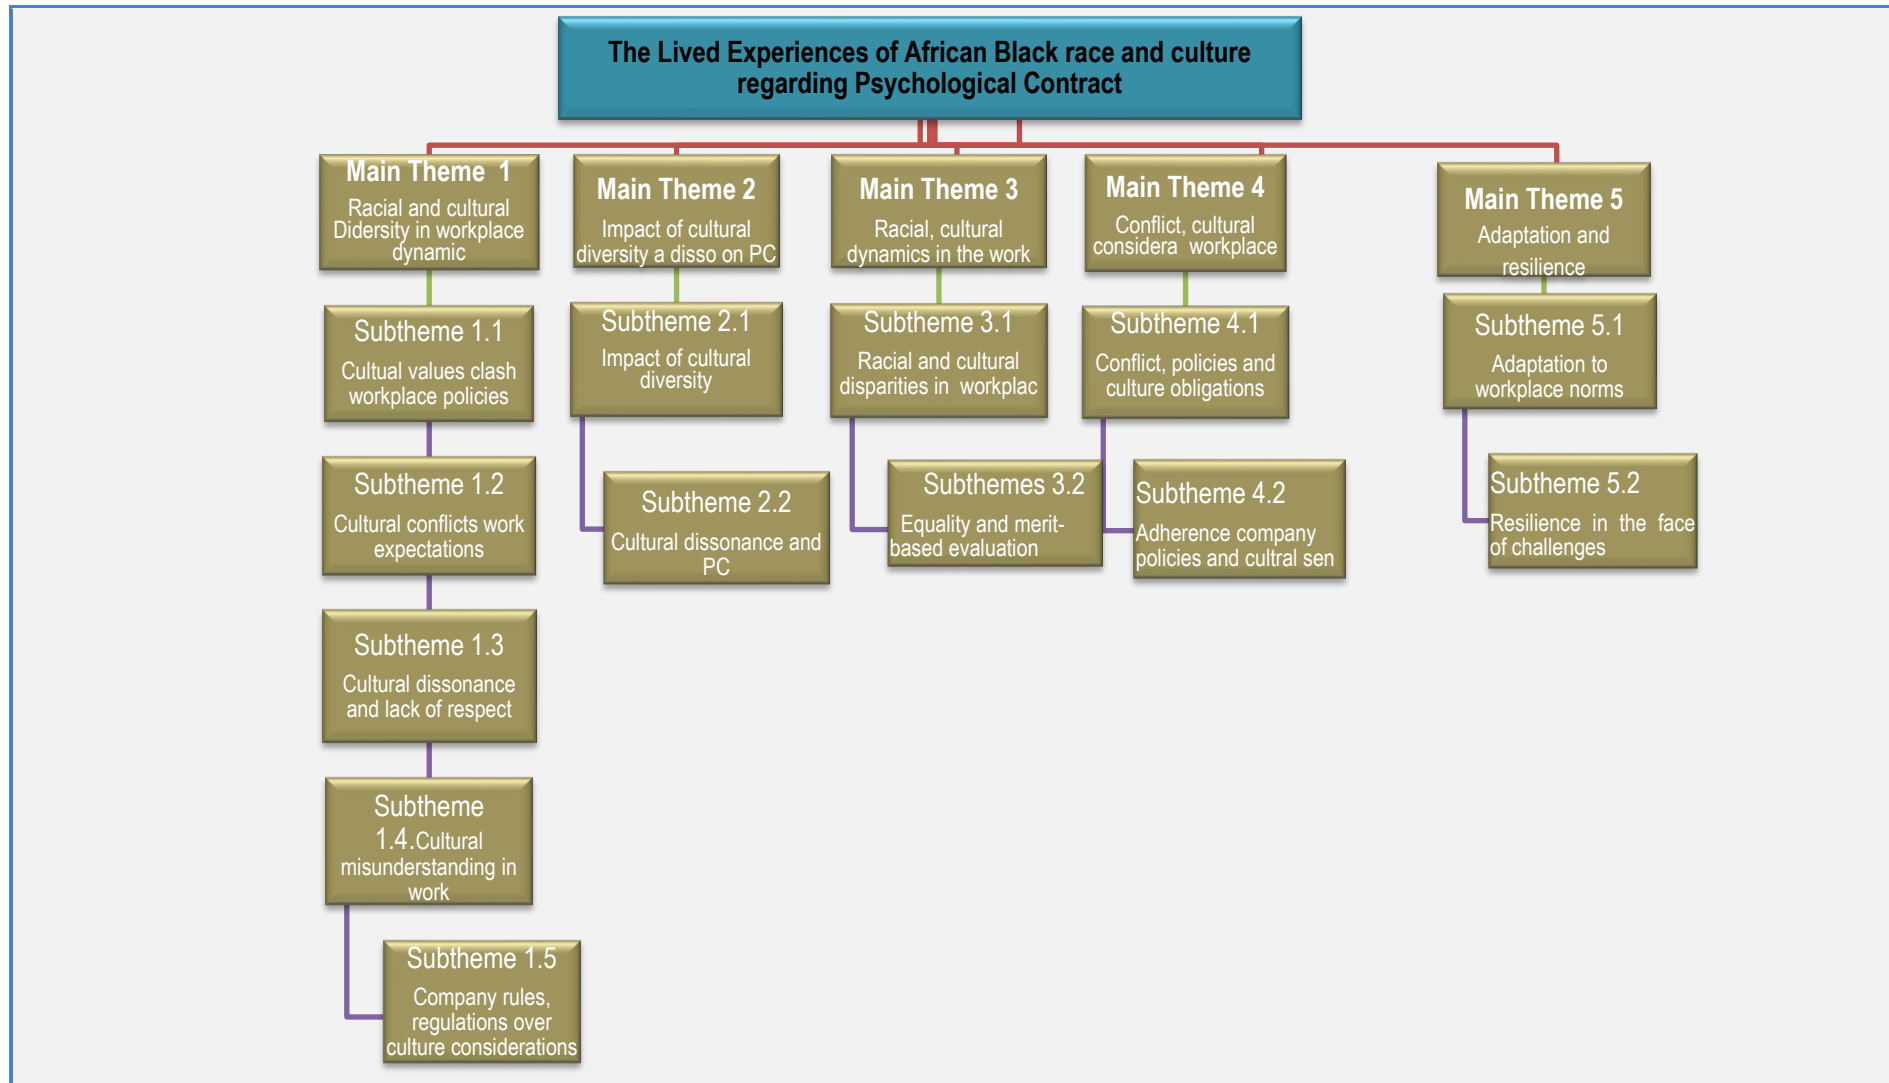 The Lived Experiences of African Black race and culture
regarding Psychological Contract
Main Theme 1
Racial and cultural
Didersity in workplace
dynamic
Main Theme 2
Impact of cultural
diversity a disso on PC
Main Theme 3
Racial, cultural
dynamics in the work
Main Theme 4
Conflict, cultural
considera workplace
Main Theme 5
Adaptation and
resilience
Subtheme 1.1
Cultual values clash
workplace policies
Subtheme 2.1
Impact of cultural
diversity
Subtheme 3.1
Racial and cultural
disparities in workplac
Subtheme 4.1
Conflict, policies and
culture obligations
Subtheme 5.1
Adaptation to
workplace norms
Subtheme 1.2
Cultural conflicts work
expectations
Subtheme 2.2
Cultural dissonance and
PC
Subthemes 3.2
Equality and merit-
based evaluation
Subtheme 4.2
Adherence company
policies and cultral sen
Subtheme 5.2
Resilience in the face
of challenges
Subtheme 1.3
Cultural dissonance
and lack of respect
Subtheme
1.4.Cultural
misunderstanding in
work
Subtheme 1.5
Company rules,
regulations over
culture considerations